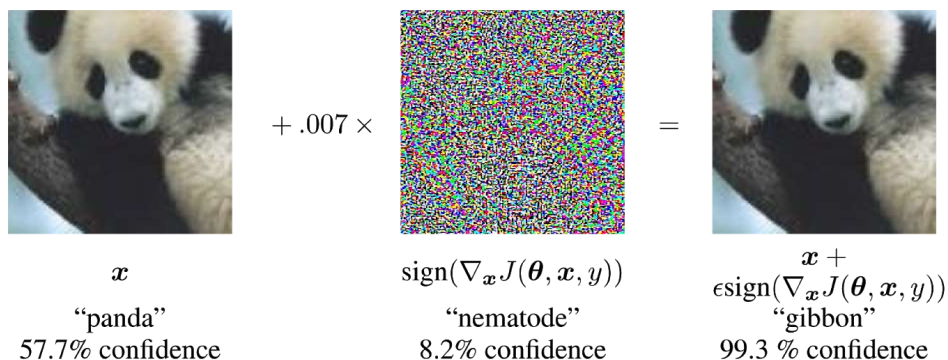 + .007 ×
=
x
sign(∇ₓJ(θ, x, y))
x +
ϵsign(∇ₓJ(θ, x, y))
“panda”
“nematode”
“gibbon”
57.7% confidence
8.2% confidence
99.3 % confidence